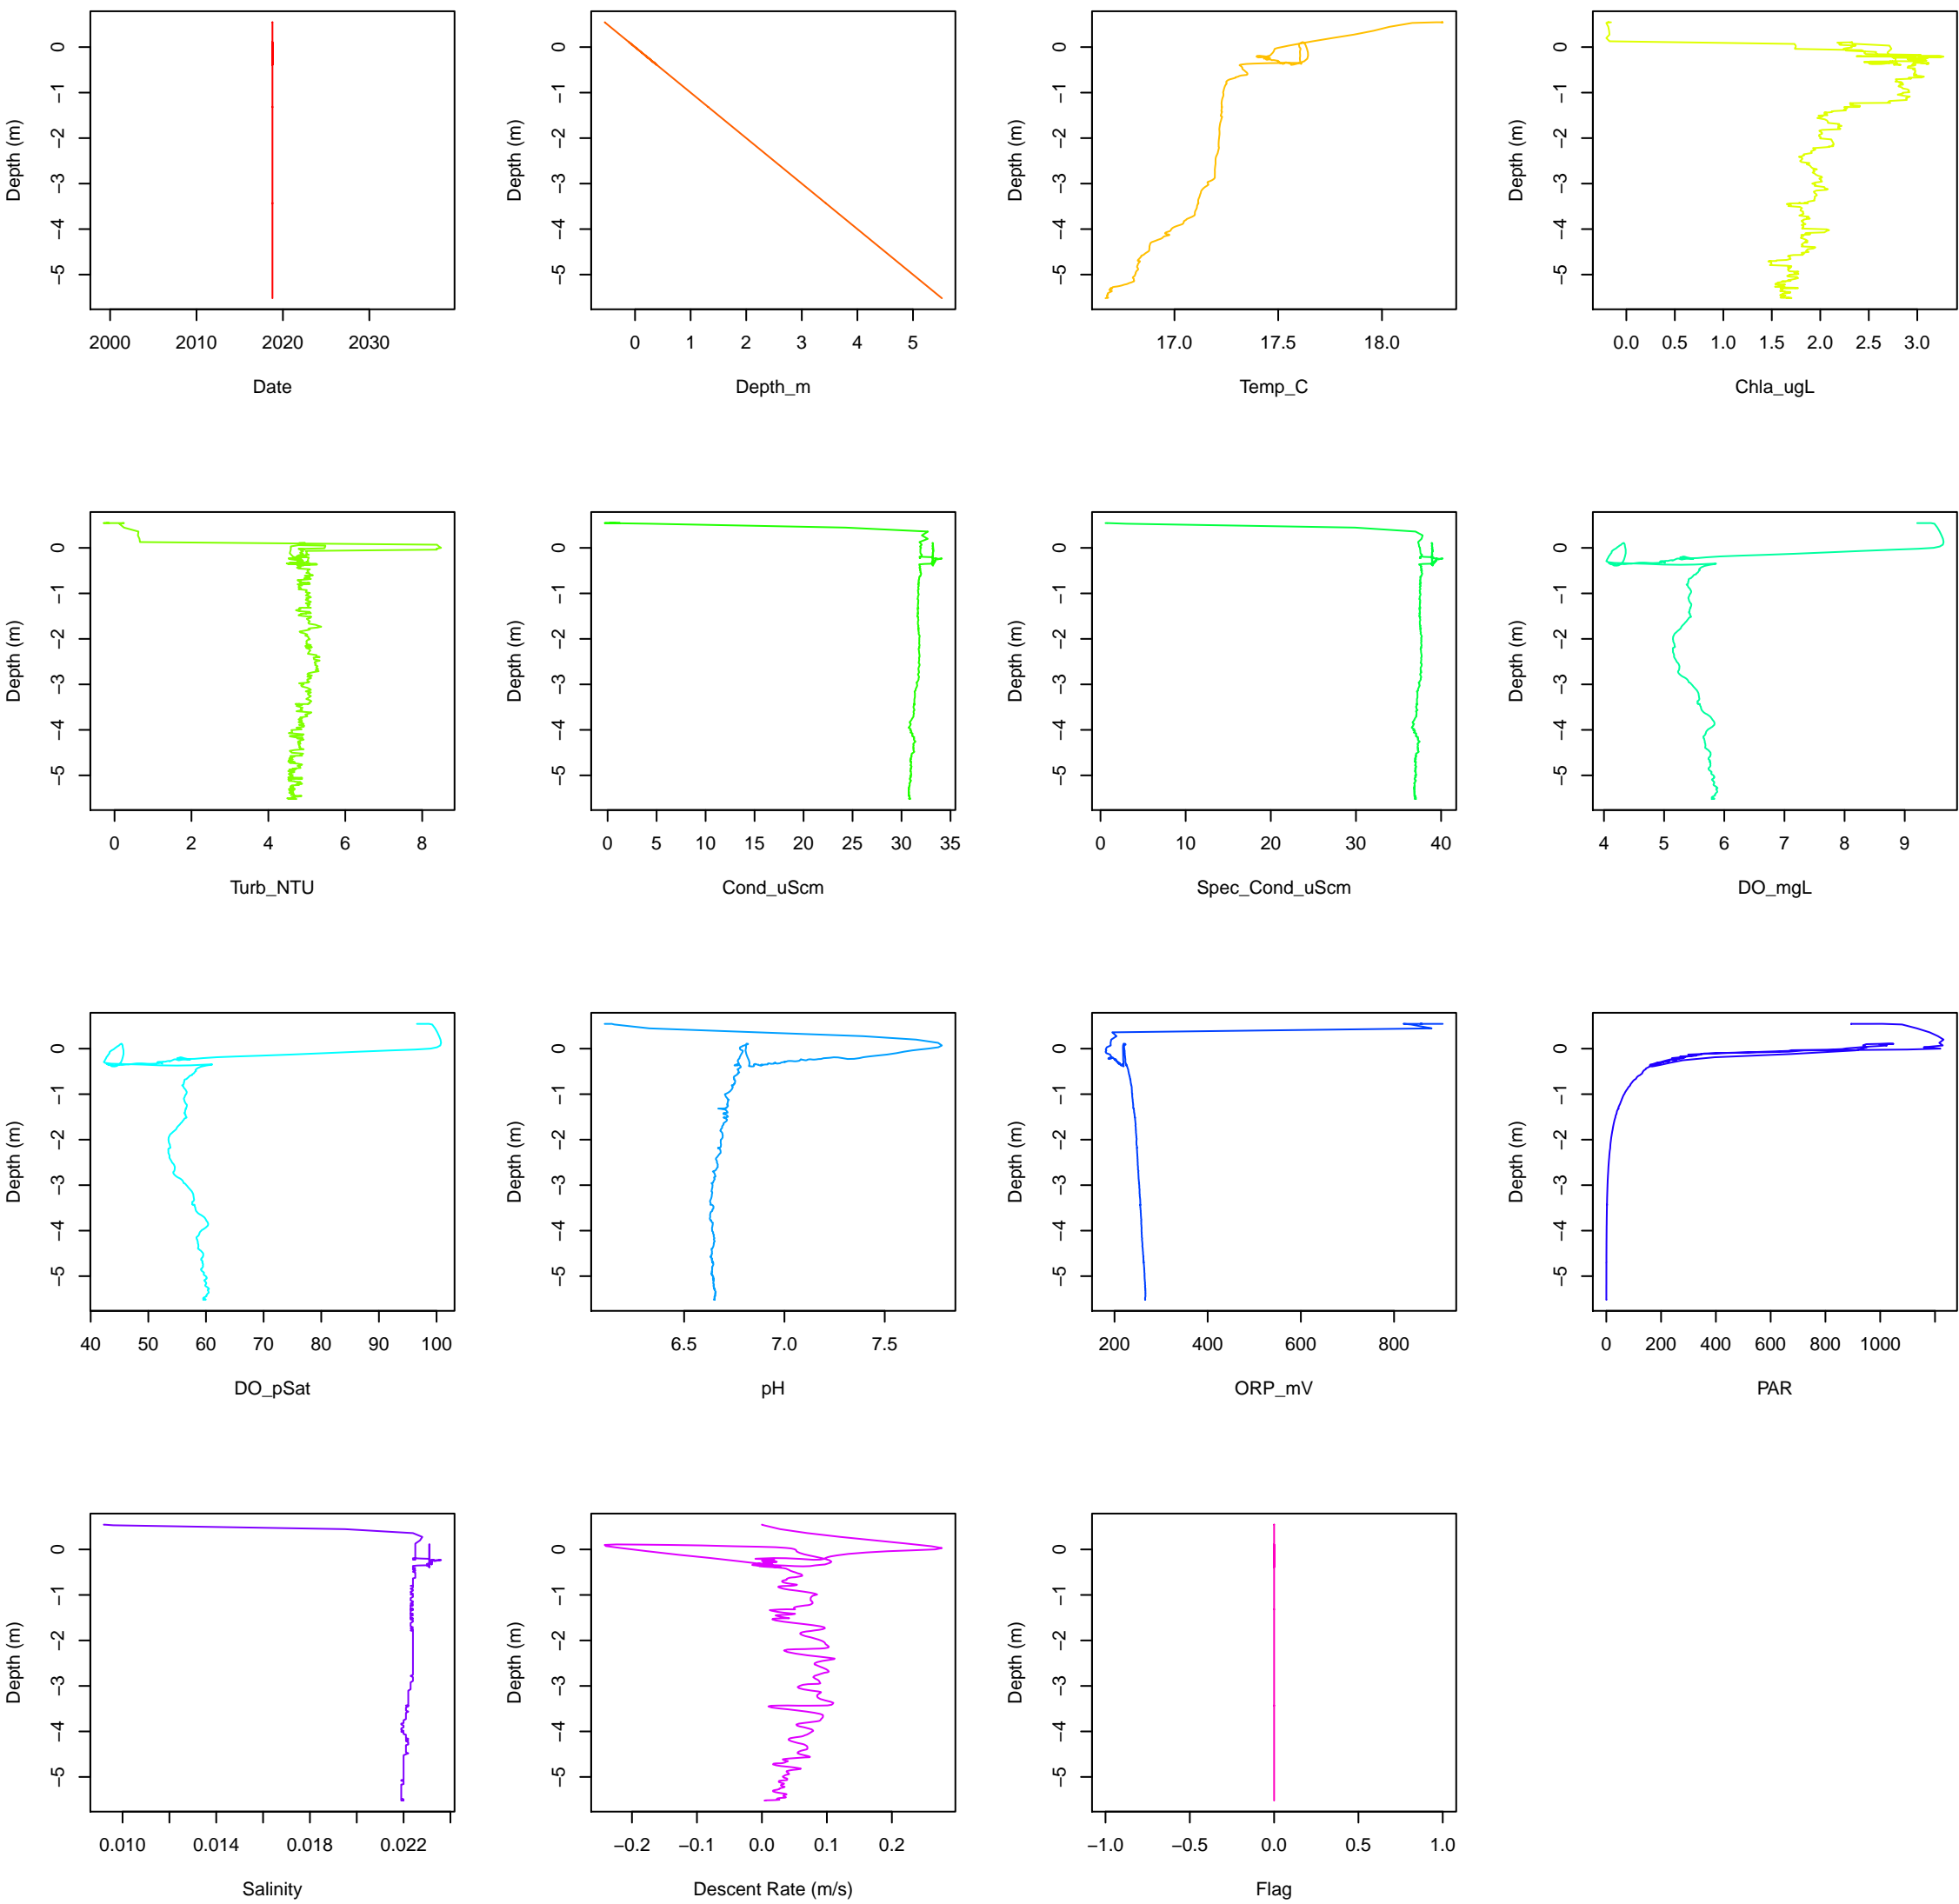 Depth (m) 0 −1 −2 −3 −4 −5 2000 2010 2020 2030 Date
Depth (m) 0 −1 −2 −3 −4 −5 0 1 2 3 4 5 Depth_m
Depth (m) 0 −1 −2 −3 −4 −5 17.0 17.5 18.0 Temp_C
Depth (m) 0 −1 −2 −3 −4 −5 0.0 0.5 1.0 1.5 2.0 2.5 3.0 Chla_ugL
Depth (m) 0 −1 −2 −3 −4 −5 0 2 4 6 8 Turb_NTU
Depth (m) 0 −1 −2 −3 −4 −5 0 5 10 15 20 25 30 35 Cond_uScm
Depth (m) 0 −1 −2 −3 −4 −5 0 10 20 30 40 Spec_Cond_uScm
Depth (m) 0 −1 −2 −3 −4 −5 4 5 6 7 8 9 DO_mgL
Depth (m) 0 −1 −2 −3 −4 −5 40 50 60 70 80 90 100 DO_pSat
Depth (m) 0 −1 −2 −3 −4 −5 6.5 7.0 7.5 pH
Depth (m) 0 −1 −2 −3 −4 −5 200 400 600 800 ORP_mV
Depth (m) 0 −1 −2 −3 −4 −5 0 200 400 600 800 1000 PAR
Depth (m) 0 −1 −2 −3 −4 −5 0.010 0.014 0.018 0.022 Salinity
Depth (m) 0 −1 −2 −3 −4 −5 −0.2 −0.1 0.0 0.1 0.2 Descent Rate (m/s)
Depth (m) 0 −1 −2 −3 −4 −5 −1.0 −0.5 0.0 0.5 1.0 Flag